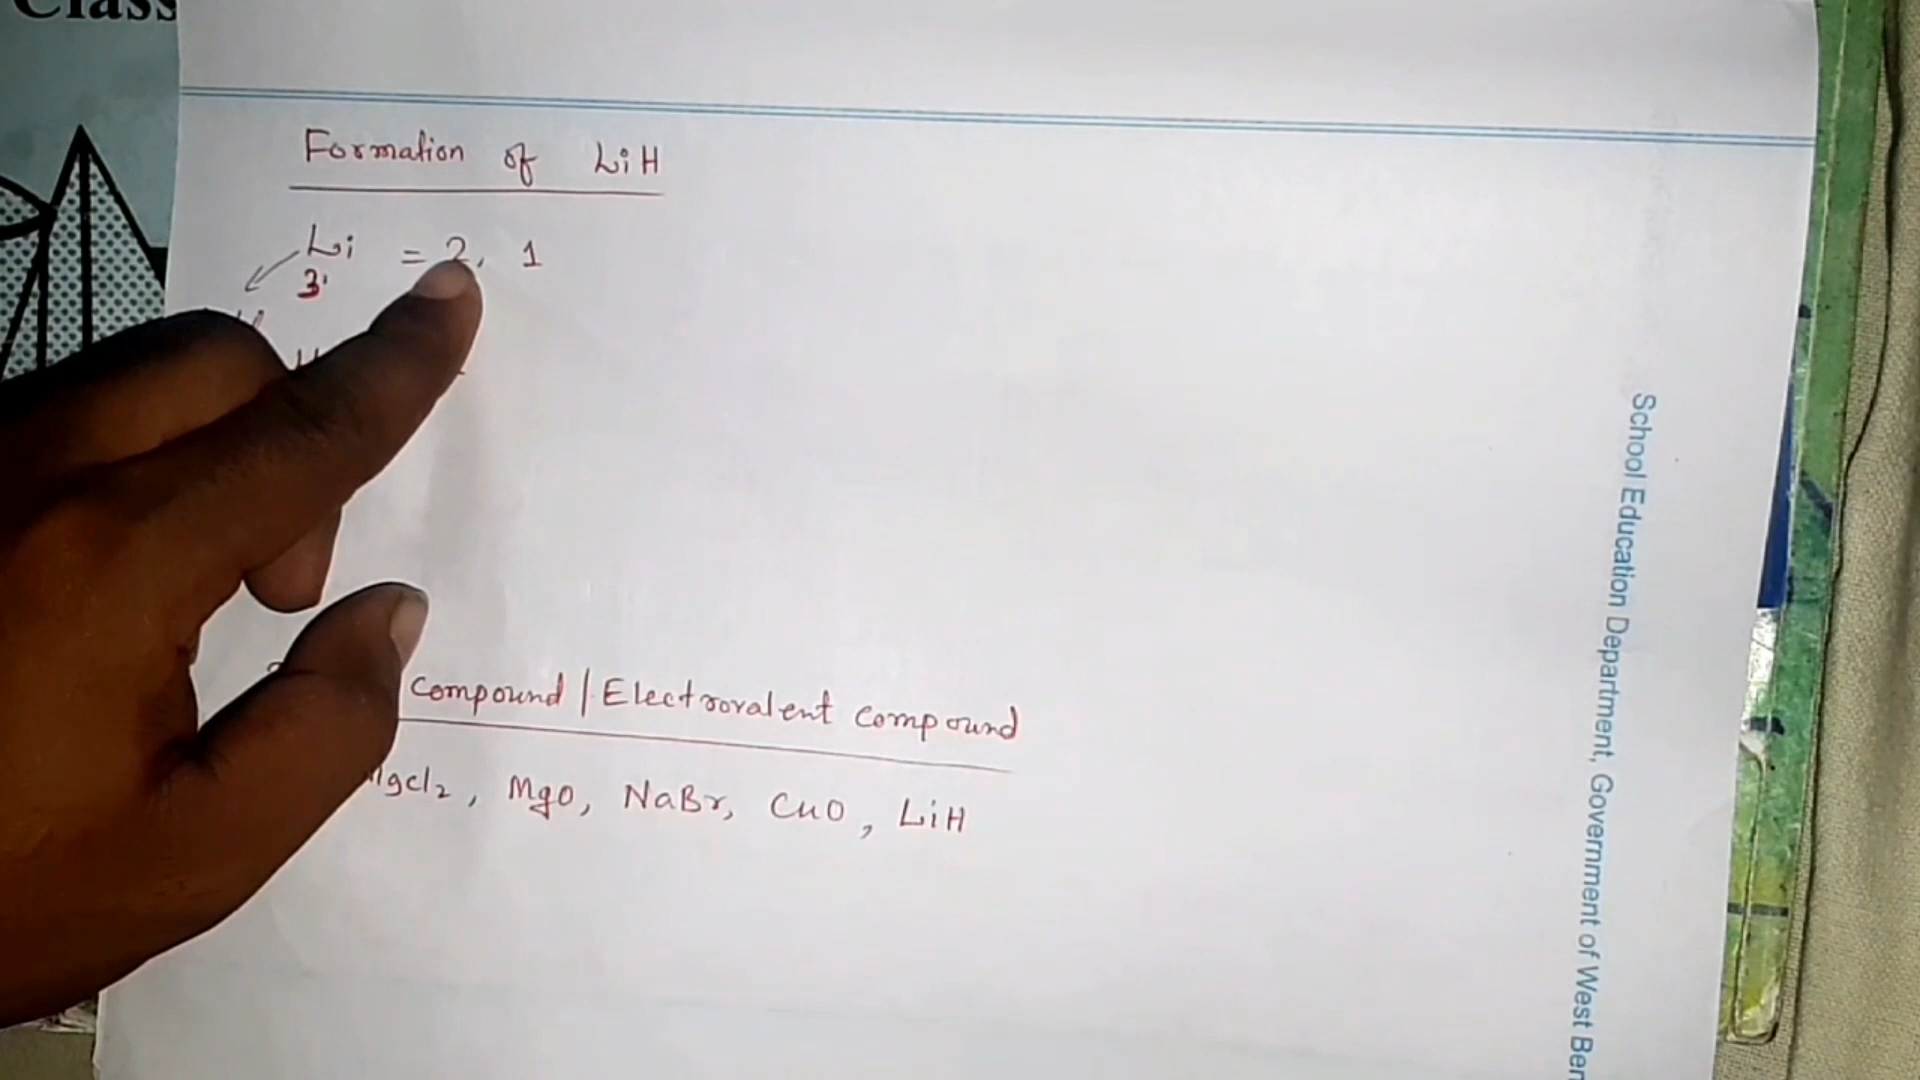 Class
Formation of LiH
Li = 2, 1
3
compound / Electrovalent compound
MgCl2, MgO, NaBr, CuO, LiH
School Education Department, Government of West Ben